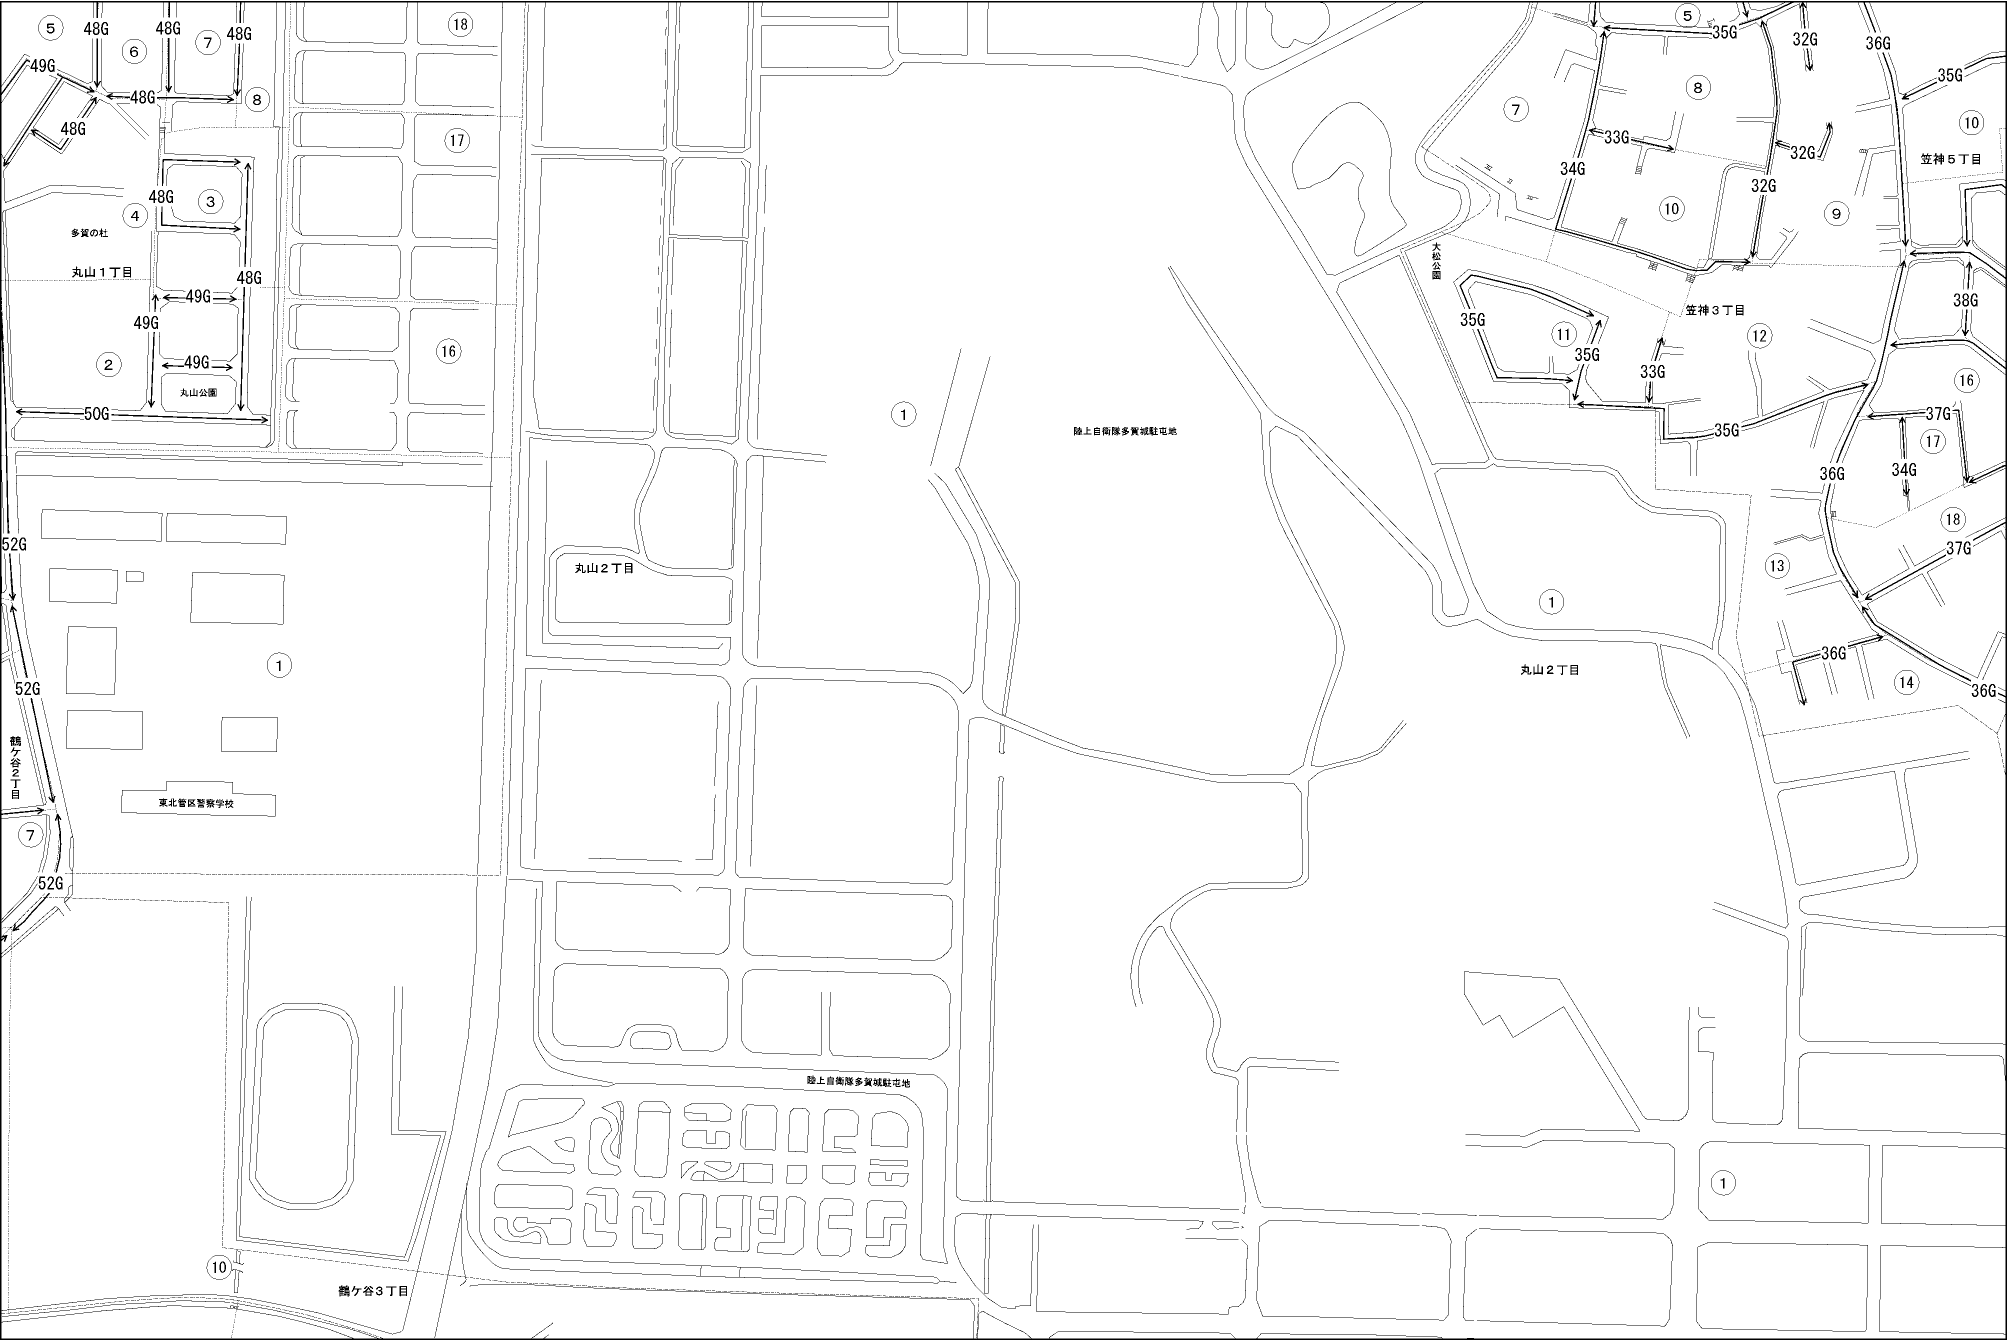 5
48G
48G
48G
6
7
18
49G
48G
8
48G
17
3
48G
4
多賀の杜
丸山1丁目
48G
49G
49G
2
49G
丸山公園
16
50G
52G
1
52G
鶴ケ谷2丁目
東北管区警察学校
7
52G
10
鶴ケ谷3丁目
丸山2丁目
1
陸上自衛隊多賀城駐屯地
陸上自衛隊多賀城駐屯地
5
35G
32G
36G
35G
7
8
10
33G
32G
笠神5丁目
34G
32G
10
9
大松公園
35G
11
35G
笠神3丁目
12
38G
33G
16
35G
37G
17
36G
34G
18
37G
13
1
丸山2丁目
36G
14
36G
1